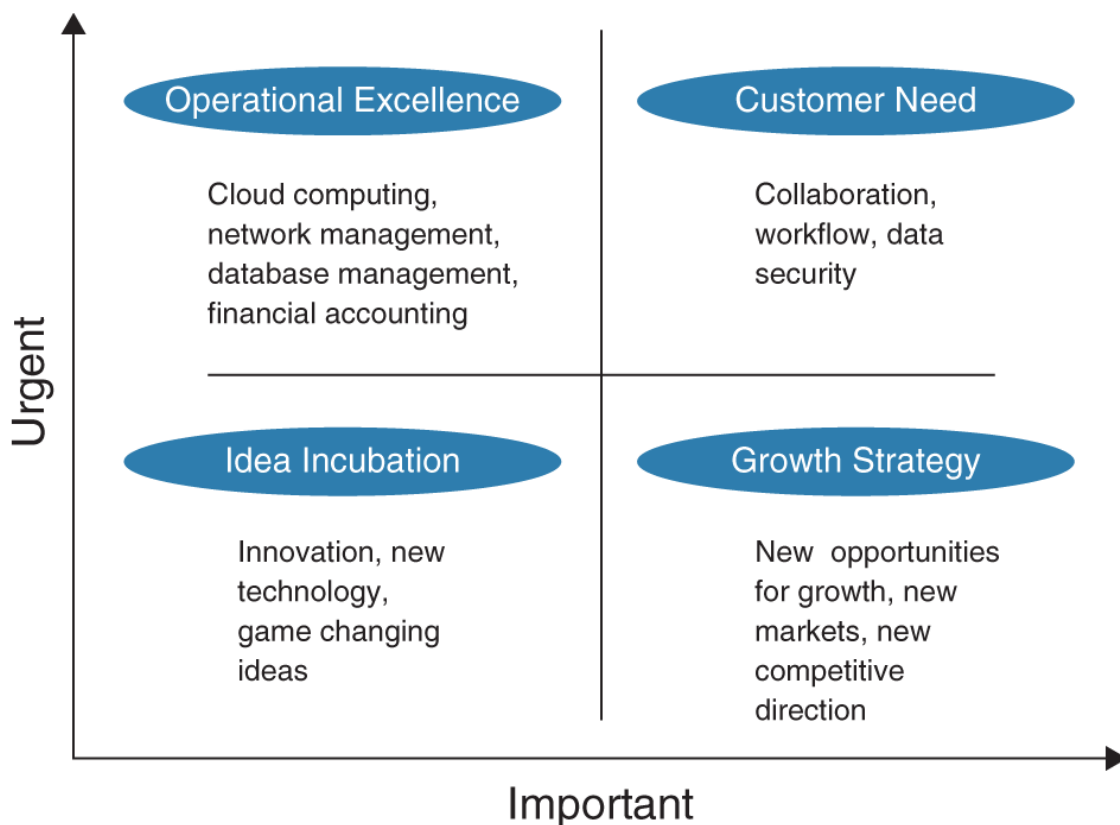 Urgent
Operational Excellence
Cloud computing,
network management,
database management,
financial accounting
Customer Need
Collaboration,
workflow, data
security
Idea Incubation
Innovation, new
technology,
game changing
ideas
Growth Strategy
New  opportunities
for growth, new
markets, new
competitive
direction
Important